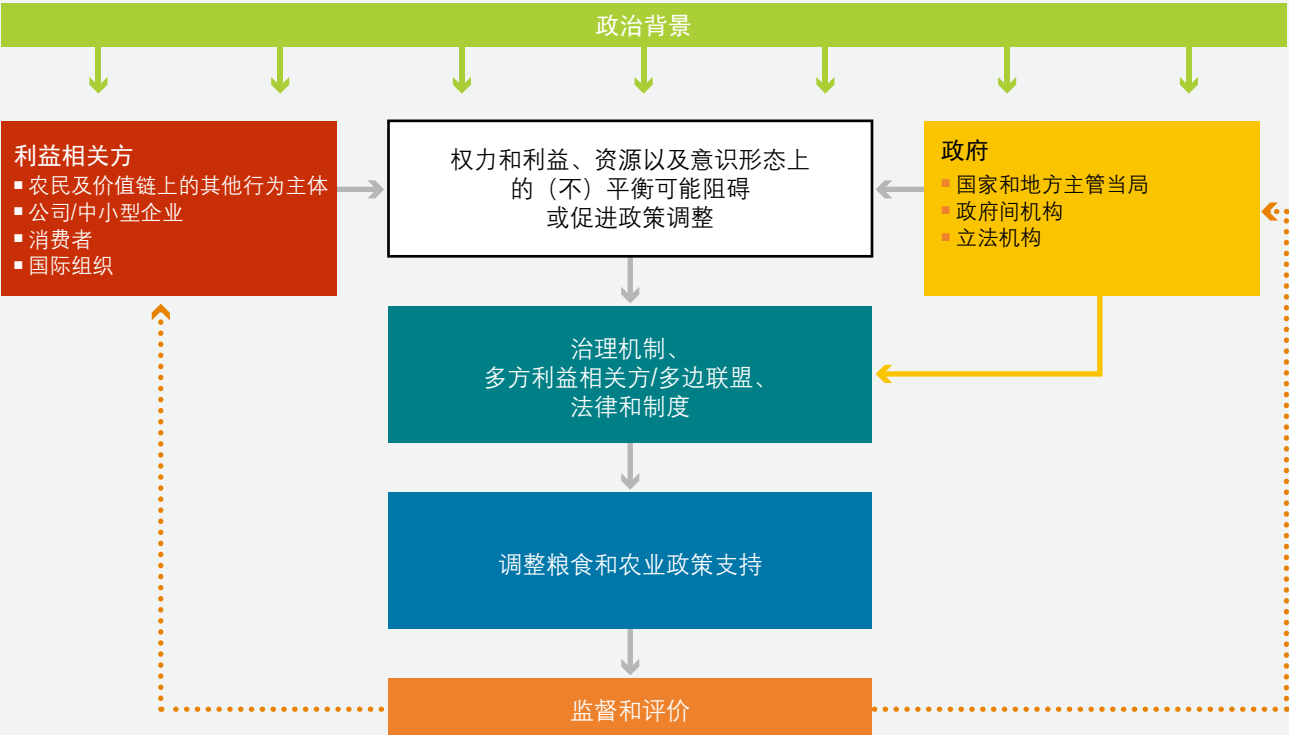 政治背景
利益相关方
▪ 农民及价值链上的其他行为主体
▪ 公司/中小型企业
▪ 消费者
▪ 国际组织
权力和利益、资源以及意识形态上
的（不）平衡可能阻碍
或促进政策调整
政府
▪ 国家和地方主管当局
▪ 政府间机构
▪ 立法机构
治理机制、
多方利益相关方/多边联盟、
法律和制度
调整粮食和农业政策支持
监督和评价